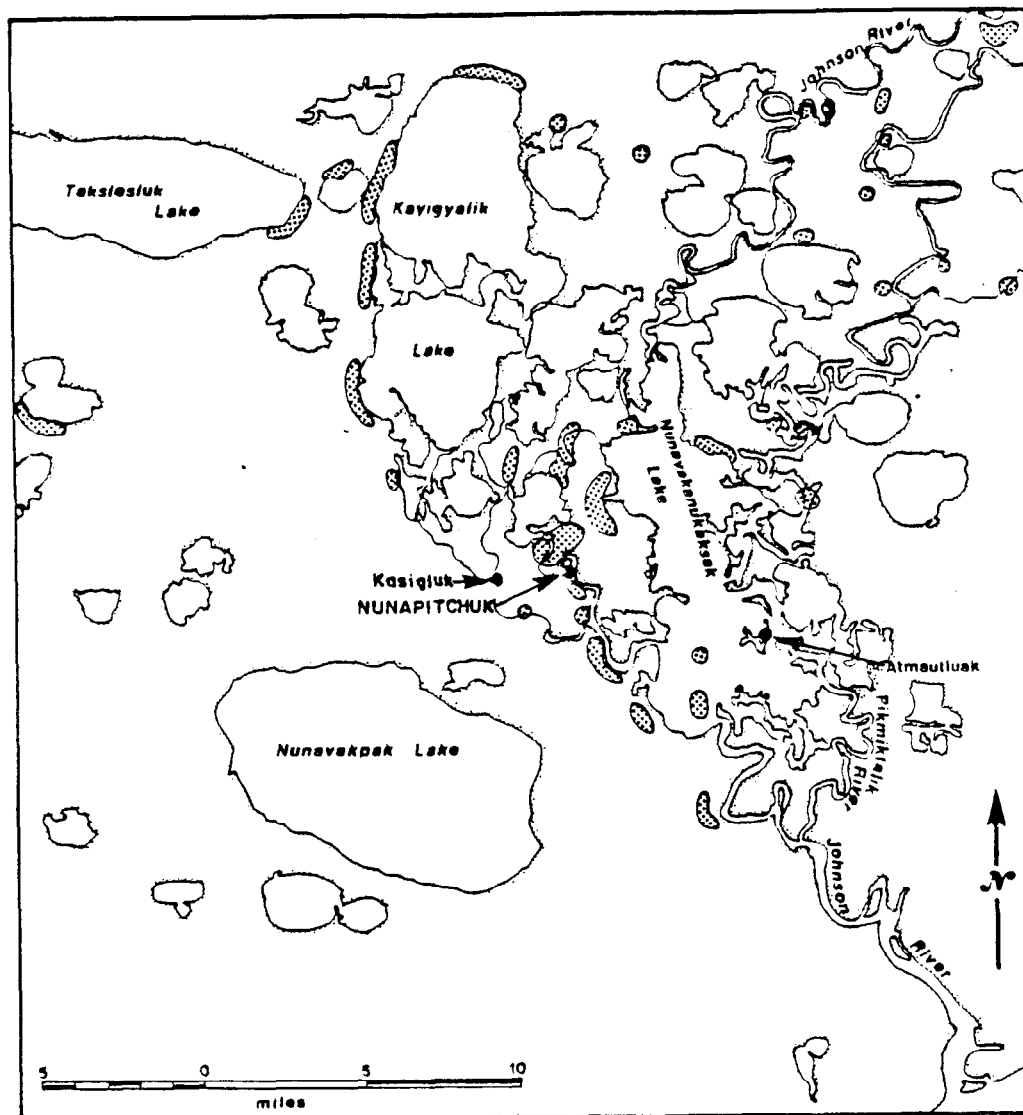 Johnson River
Takslesluk
Lake
Kayigyalik
Lake
Nunavakanukakslak
Lake
Kasigluk
NUNAPITCHUK
Atmautluak
Nunavakpak Lake
Pikmiktalik
River
Johnson
River
N
5 0 5 10
miles